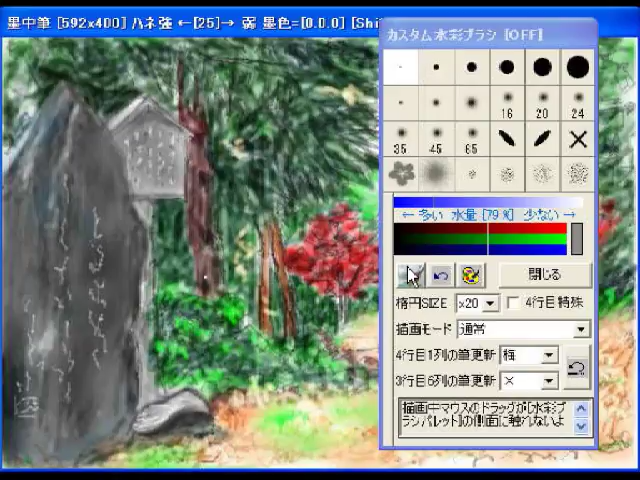 墨中筆 [592x400] ハネ強 ←[25]→ 弱 墨色=[0.0.0] [Shi
カスタム水彩ブラシ [OFF]
16 20 24
35 45 65
← 多い 水量 [79 %] 少ない →
閉じる
楕円SIZE x20 4行目特殊
描画モード 通常
4行目1列の筆更新 梅
3行目6列の筆更新 ×
描画中マウスのドラッグが[水彩ブ
ラシパレット]の側面に触れないよ